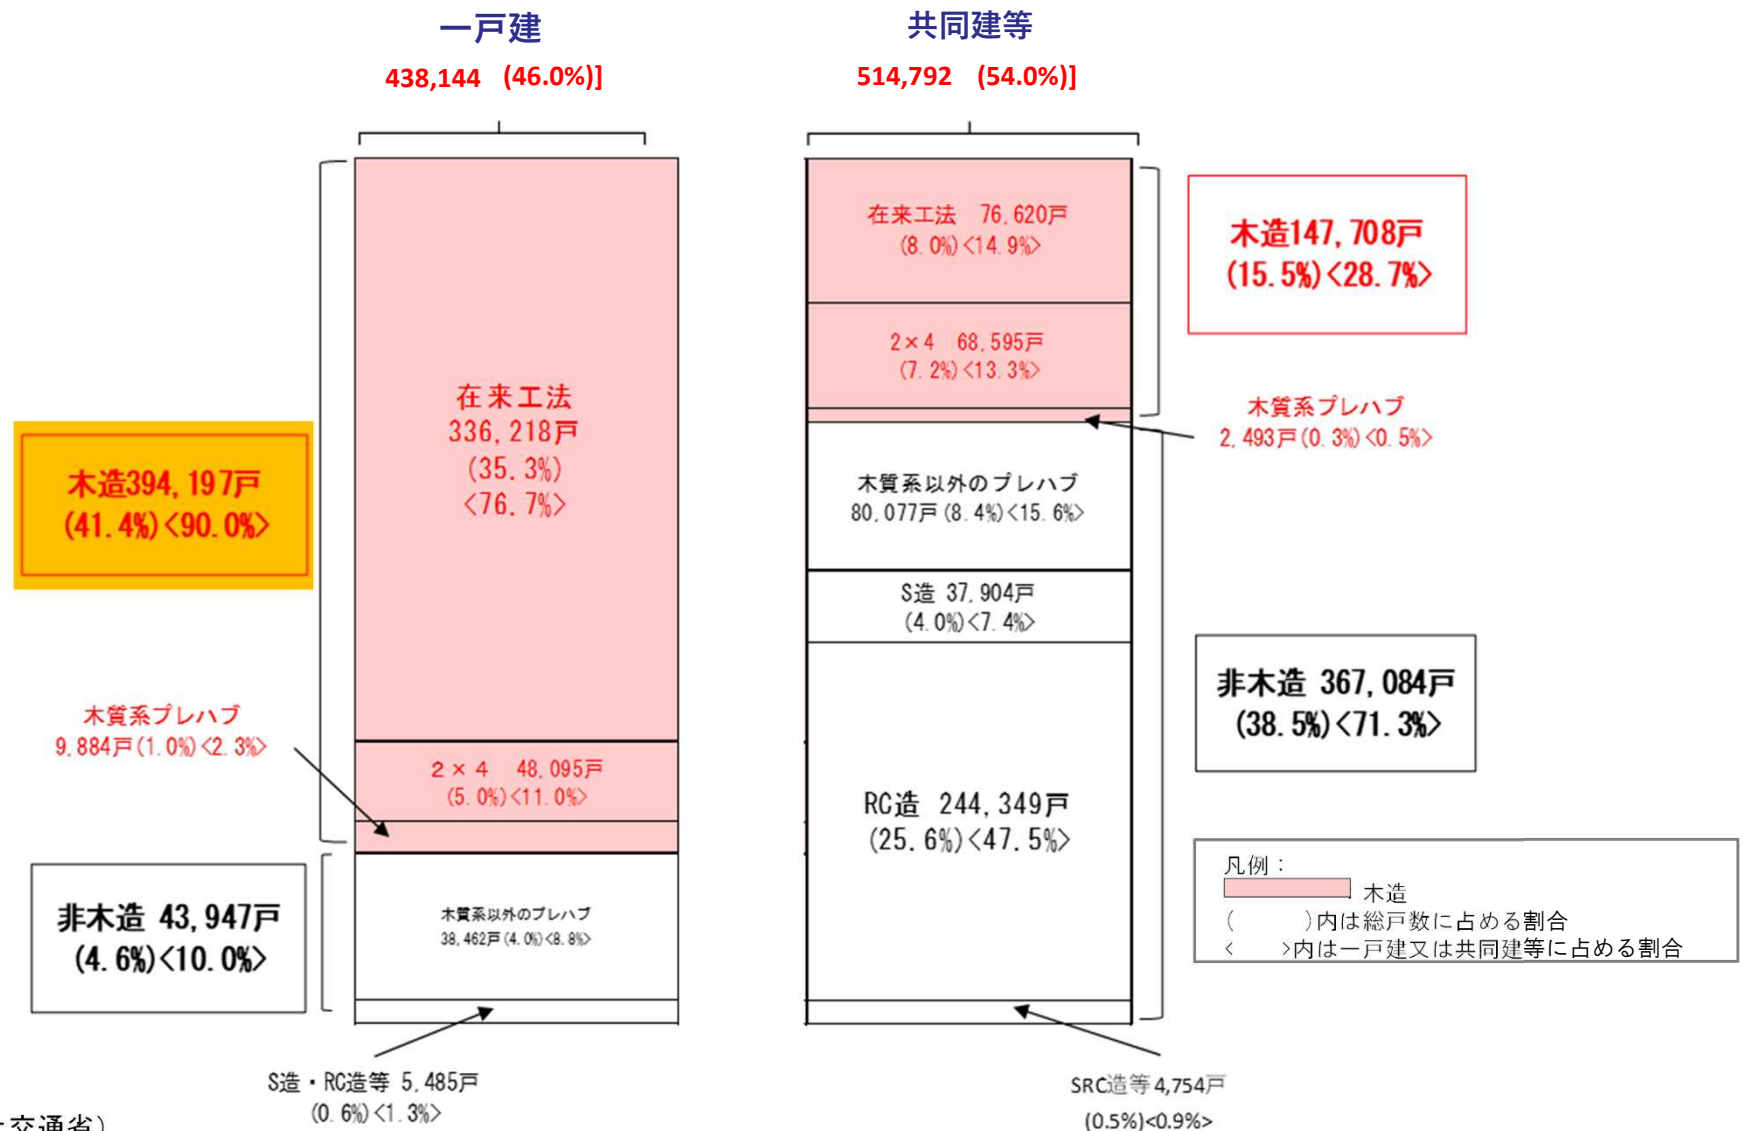 一戸建
438,144 (46.0%)]
共同建等
514,792 (54.0%)]
木造394,197戸
(41.4%)<90.0%>
在来工法
336,218戸
(35.3%)
<76.7%>
木質系プレハブ
9,884戸(1.0%)<2.3%>
2×4 48,095戸
(5.0%)<11.0%>
非木造 43,947戸
(4.6%)<10.0%>
木質系以外のプレハブ
38,462戸(4.0%)<8.8%>
S造・RC造等 5,485戸
(0.6%)<1.3%>
在来工法 76,620戸
(8.0%)<14.9%>
2×4 68,595戸
(7.2%)<13.3%>
木造147,708戸
(15.5%)<28.7%>
木質系プレハブ
2,493戸(0.3%)<0.5%>
木質系以外のプレハブ
80,077戸(8.4%)<15.6%>
S造 37,904戸
(4.0%)<7.4%>
RC造 244,349戸
(25.6%)<47.5%>
非木造 367,084戸
(38.5%)<71.3%>
凡例:
木造
( )内は総戸数に占める割合
< >内は一戸建又は共同建等に占める割合
SRC造等4,754戸
(0.5%)<0.9%>
交通省)